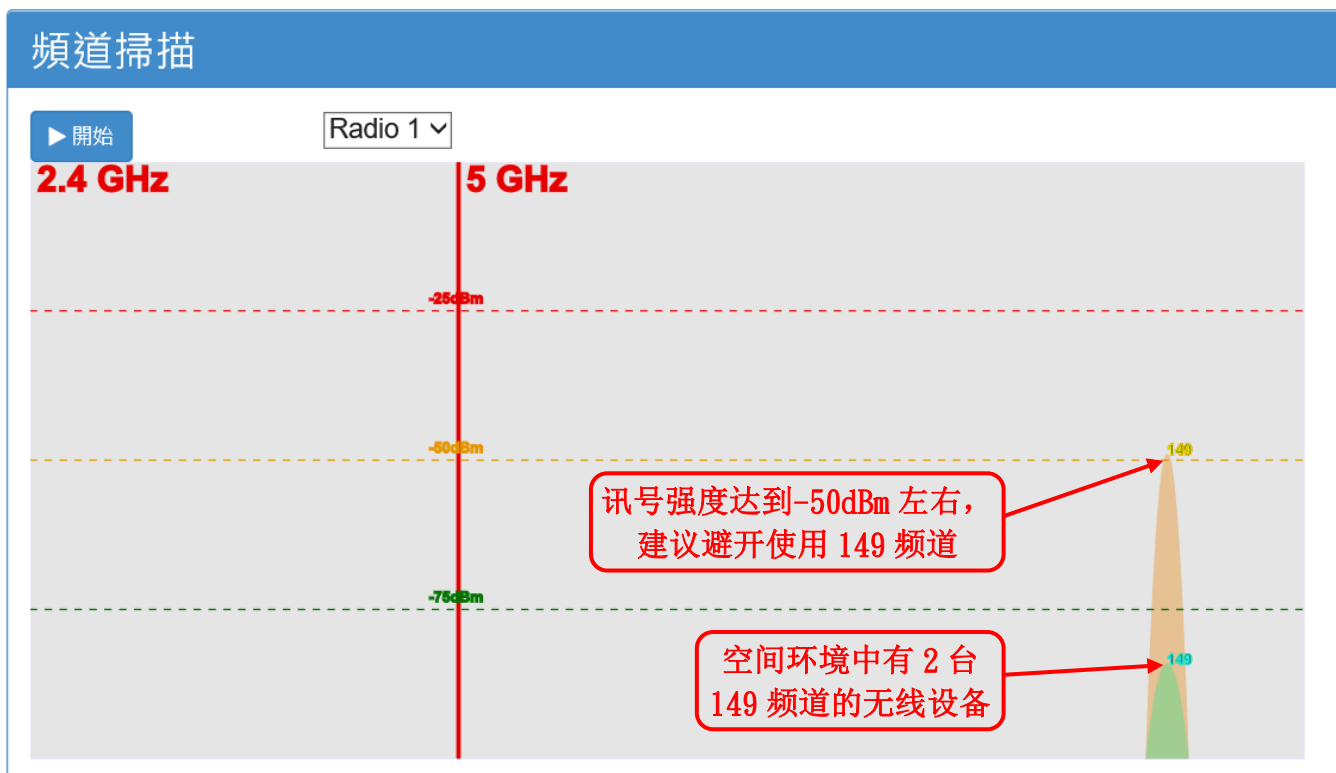 頻道掃描
開始
Radio 1
2.4 GHz
5 GHz
-25dBm
-50dBm
149
讯号强度达到-50dBm 左右，
建议避开使用 149 频道
-75dBm
空间环境中有 2 台
149 频道的无线设备
149